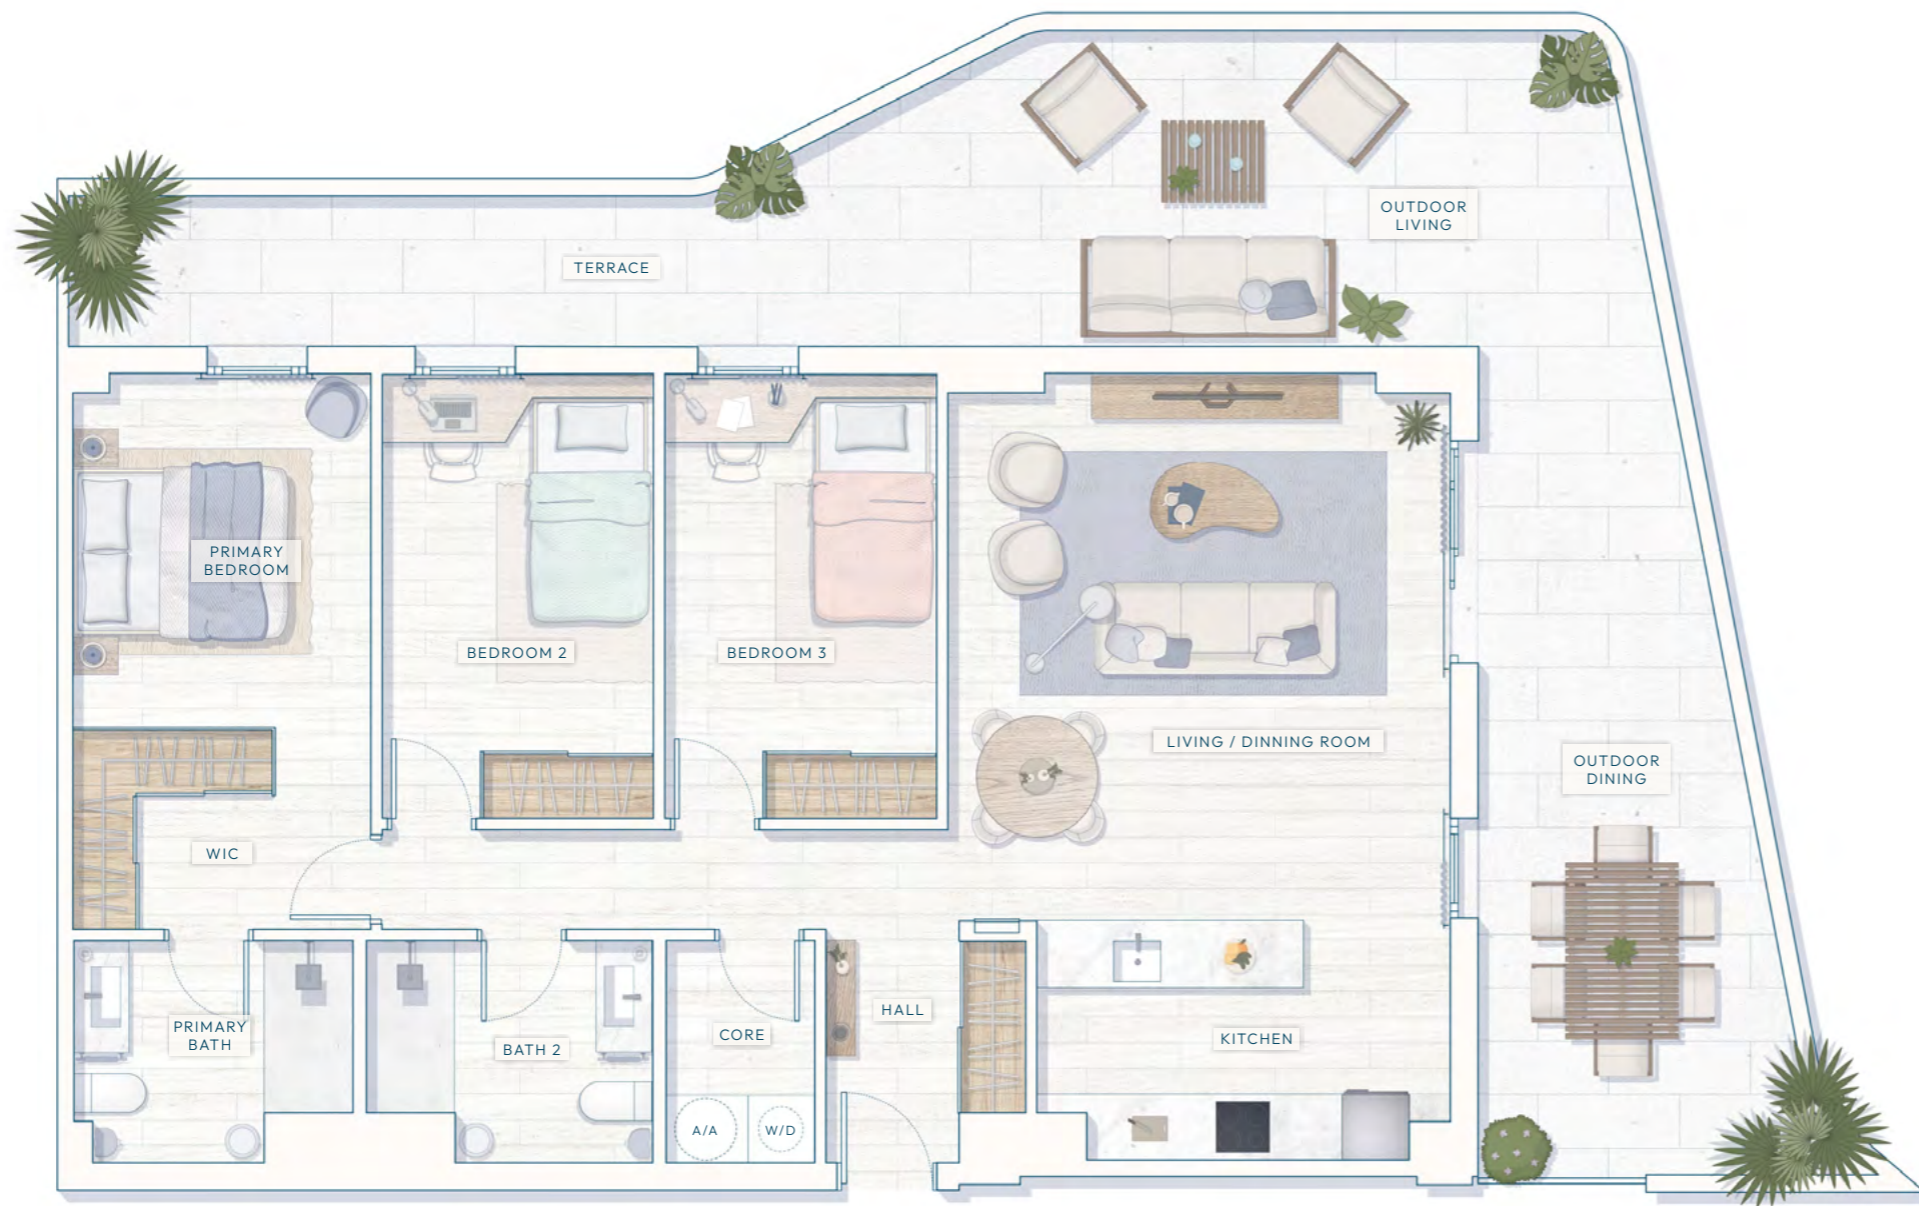 OUTDOOR
LIVING
TERRACE
PRIMARY
BEDROOM
BEDROOM 2
BEDROOM 3
LIVING / DINNING ROOM
OUTDOOR
DINING
WIC
HALL
PRIMARY
BATH
BATH 2
CORE
KITCHEN
A/A
W/D